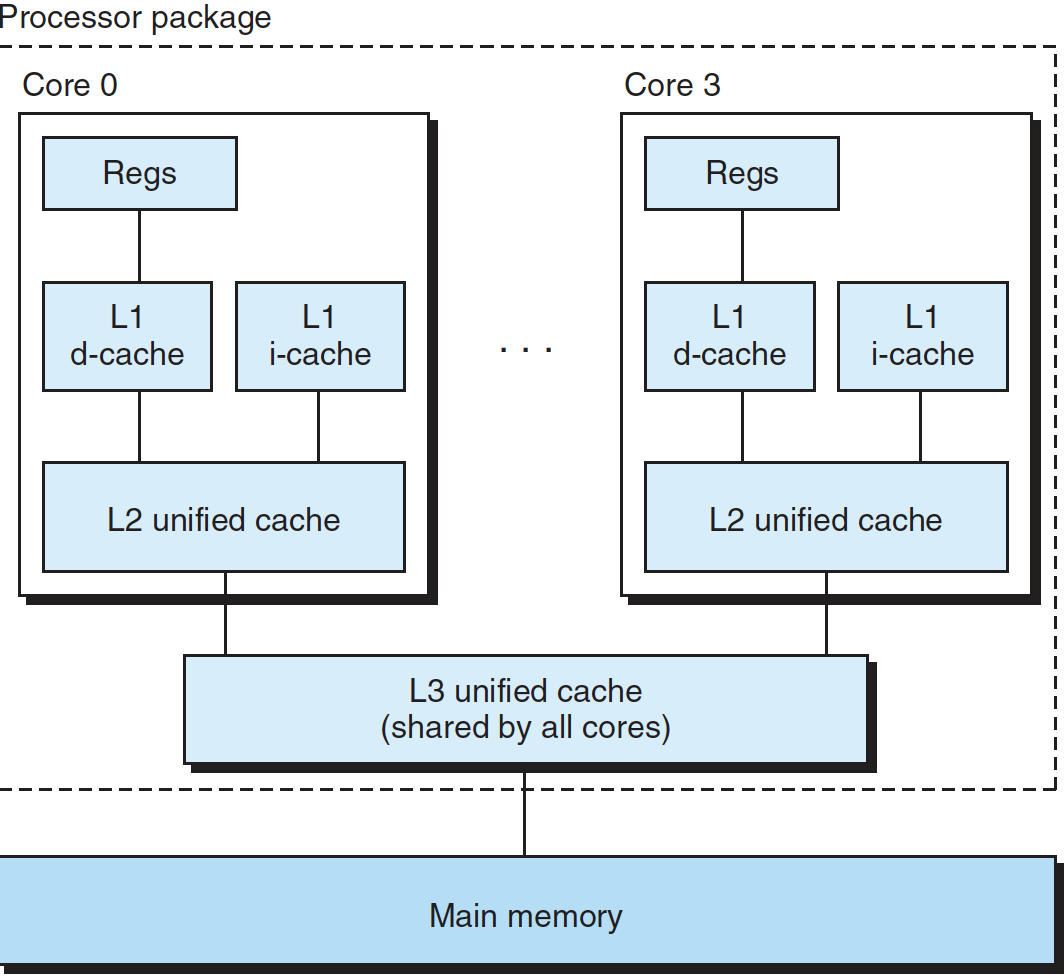 Processor package
Core 0
Regs
L1
d-cache
L1
i-cache
L2 unified cache
. . .
Core 3
Regs
L1
d-cache
L1
i-cache
L2 unified cache
L3 unified cache
(shared by all cores)
Main memory